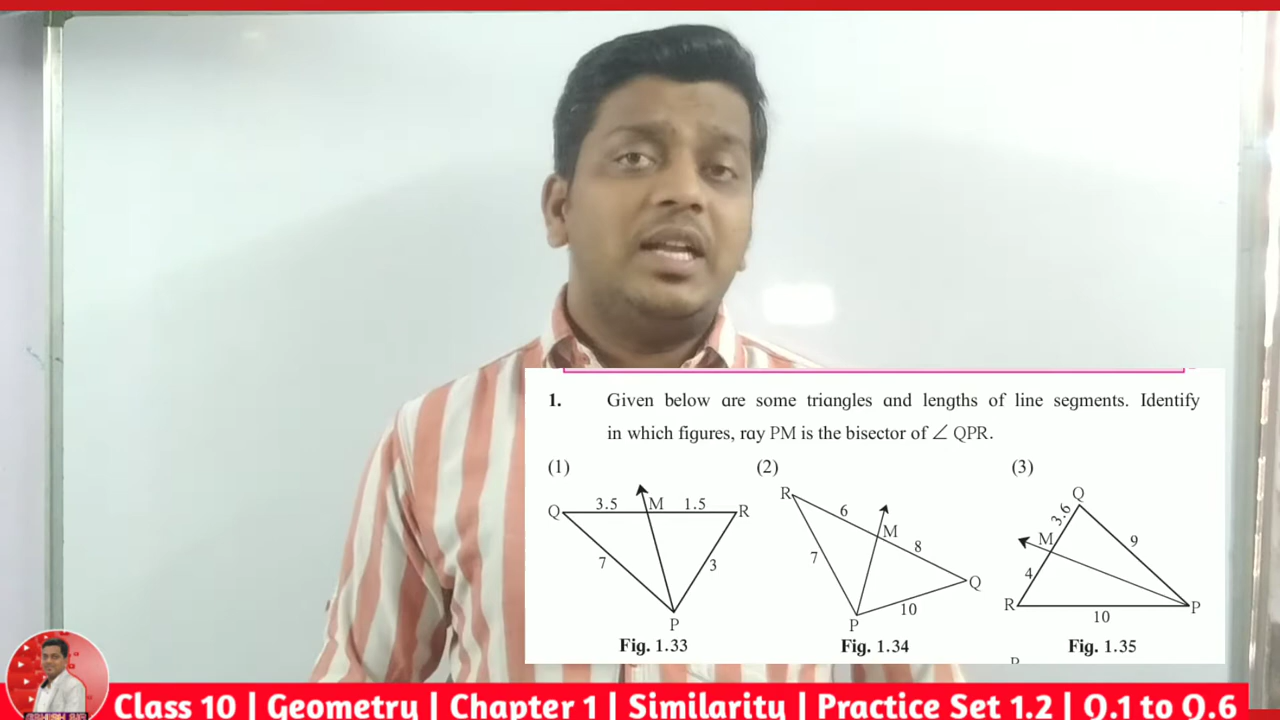 1. Given below are some triangles and lengths of line segments. Identify
in which figures, ray PM is the bisector of ∠ QPR.
(1) (2) (3)
Q 3.5 M 1.5 R
7 3
P
Fig. 1.33
R 6 M 8 Q
7 10
P
Fig. 1.34
Q
3.6 M 9
4
R 10 P
Fig. 1.35
Class 10 | Geometry | Chapter 1 | Similarity | Practice Set 1.2 | Q.1 to Q.6